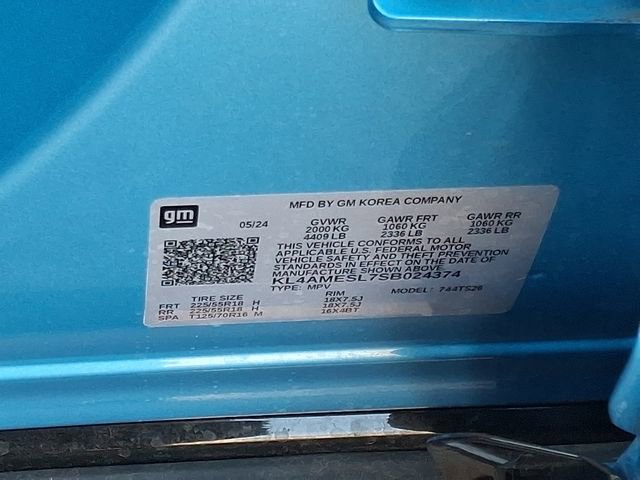 MFD BY GM KOREA COMPANY
gm
05/24 GVWR GAWR FRT GAWR RR
2000 KG 1060 KG 1060 KG
4409 LB 2336 LB 2336 LB
THIS VEHICLE CONFORMS TO ALL
APPLICABLE U.S. FEDERAL MOTOR
VEHICLE SAFETY AND THEFT PREVENTION
STANDARDS IN EFFECT ON THE DATE OF
MANUFACTURE SHOWN ABOVE
KL4AMESL7SB024374
TYPE: MPV MODEL: 744TS26
TIRE SIZE RIM
FRT 225/55R18 H 18X7.5J
RR 225/55R18 H 18X7.5J
SPA T125/70R16 M 16X4BT